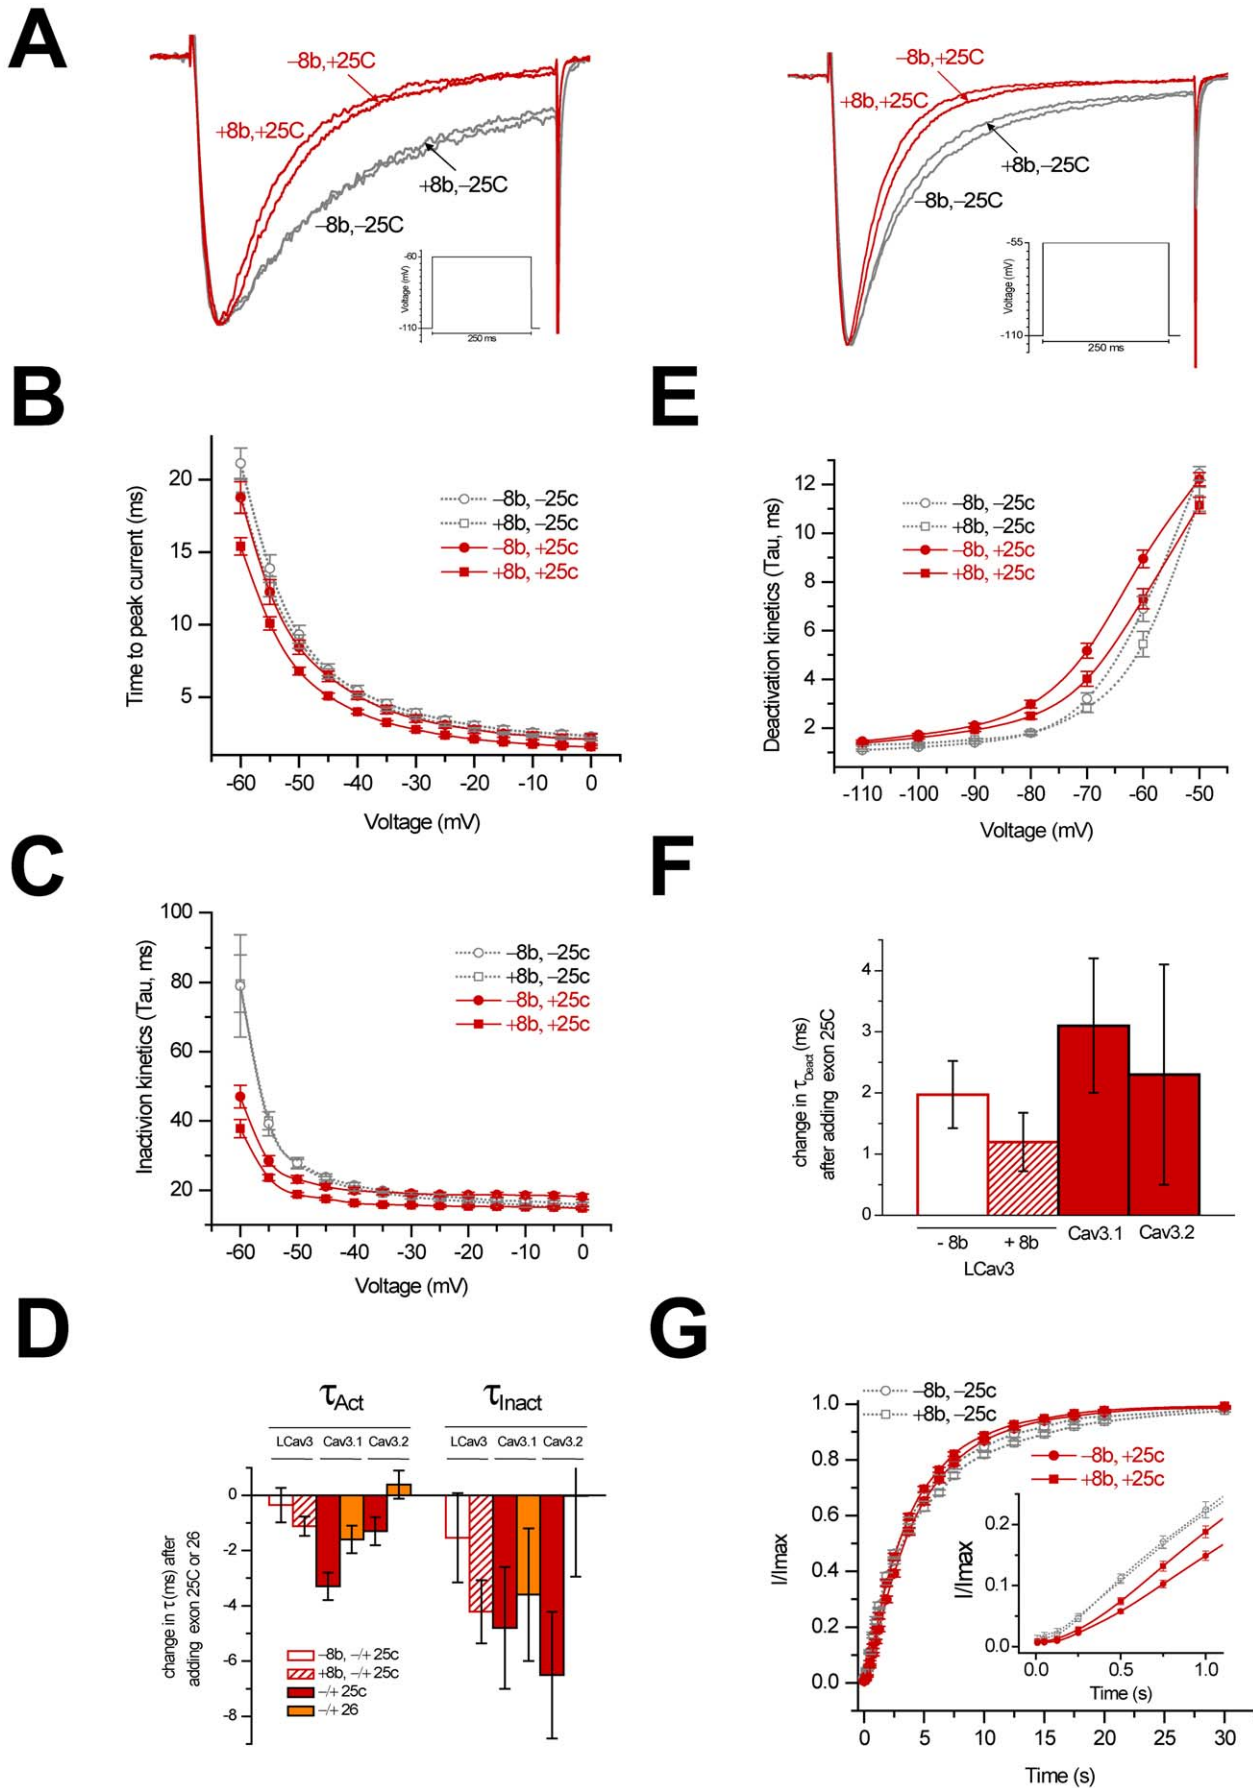 A
–8b,+25C
+8b,+25C
+8b,–25C
–8b,–25C
-60
Voltage (mV)
-110
250 ms
–8b,+25C
+8b,+25C
+8b,–25C
–8b,–25C
-55
Voltage (mV)
-110
250 ms
B
Time to peak current (ms)
20
15
10
5
–8b, –25c
+8b, –25c
–8b, +25c
+8b, +25c
-60 -50 -40 -30 -20 -10 0
Voltage (mV)
E
Deactivation kinetics (Tau, ms)
12
10
8
6
4
2
–8b, –25c
+8b, –25c
–8b, +25c
+8b, +25c
-110 -100 -90 -80 -70 -60 -50
Voltage (mV)
C
Inactivion kinetics (Tau, ms)
100
80
60
40
20
–8b, –25c
+8b, –25c
–8b, +25c
+8b, +25c
-60 -50 -40 -30 -20 -10 0
Voltage (mV)
F
change in τDeact (ms)
after adding exon 25C
4
3
2
1
0
- 8b + 8b Cav3.1 Cav3.2
LCav3
D
τAct τInact
LCav3 Cav3.1 Cav3.2 LCav3 Cav3.1 Cav3.2
change in τ (ms) after
adding exon 25C or 26
0
-2
-4
-6
-8
–8b, –/+ 25c
+8b, –/+ 25c
–/+ 25c
–/+ 26
G
–8b, –25c
+8b, –25c
–8b, +25c
+8b, +25c
I/Imax
1.0
0.8
0.6
0.4
0.2
0.0
0 5 10 15 20 25 30
Time (s)
I/Imax
0.2
0.1
0.0
0.0 0.5 1.0
Time (s)